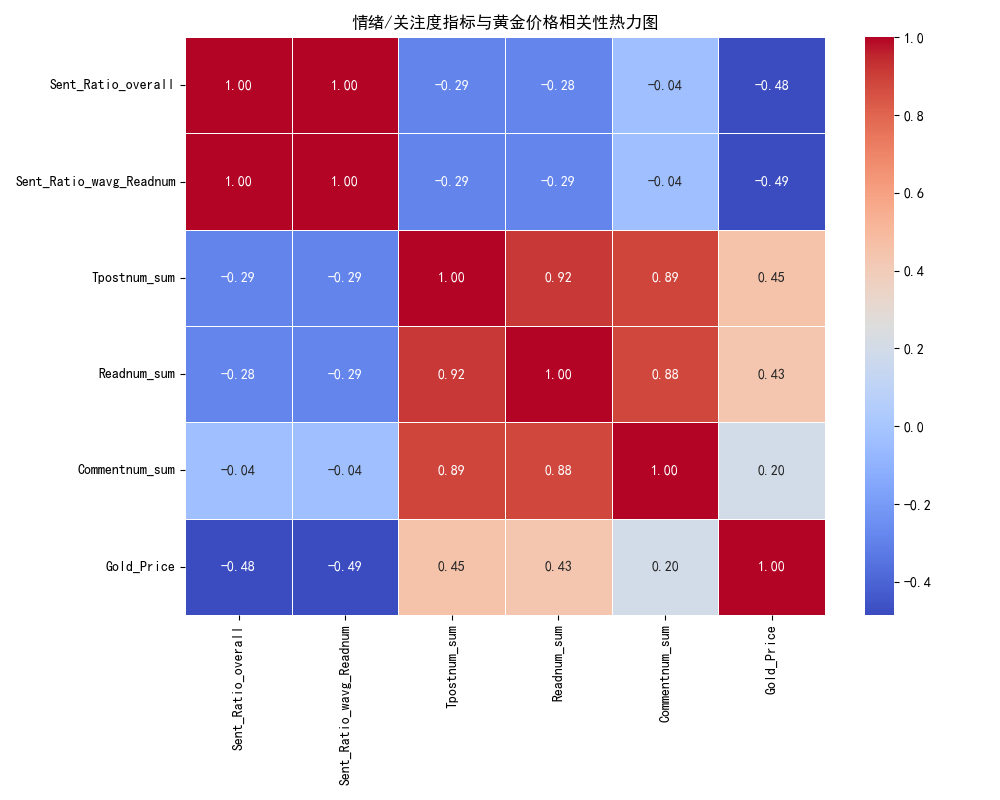 情绪/关注度指标与黄金价格相关性热力图
Sent_Ratio_overall 1.00 1.00 -0.29 -0.28 -0.04 -0.48
Sent_Ratio_wavg_Readnum 1.00 1.00 -0.29 -0.29 -0.04 -0.49
Tpostnum_sum -0.29 -0.29 1.00 0.92 0.89 0.45
Readnum_sum -0.28 -0.29 0.92 1.00 0.88 0.43
Commentnum_sum -0.04 -0.04 0.89 0.88 1.00 0.20
Gold_Price -0.48 -0.49 0.45 0.43 0.20 1.00
Sent_Ratio_overall
Sent_Ratio_wavg_Readnum
Tpostnum_sum
Readnum_sum
Commentnum_sum
Gold_Price
1.0
0.8
0.6
0.4
0.2
0.0
-0.2
-0.4